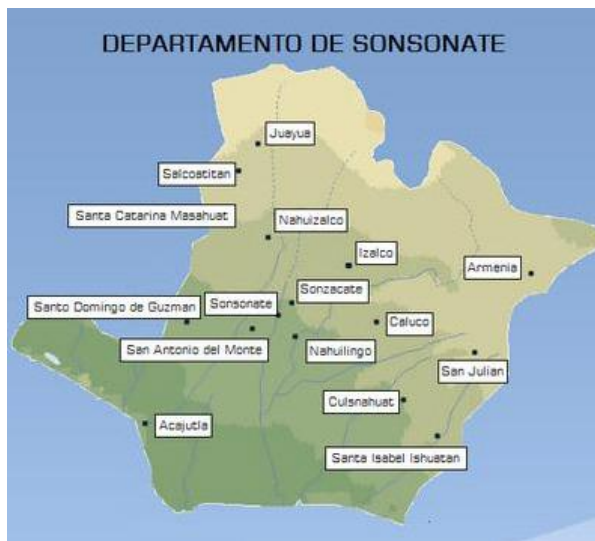 DEPARTAMENTO DE SONSONATE
Juayua
Salcoatitan
Santa Catarina Masahuat
Nahuizalco
Izalco
Armenia
Sonzacate
Santo Domingo de Guzman
Sonsonate
Caluco
San Antonio del Monte
Nahuilingo
San Julian
Culsnahuat
Acajutla
Santa Isabel Ishuatan